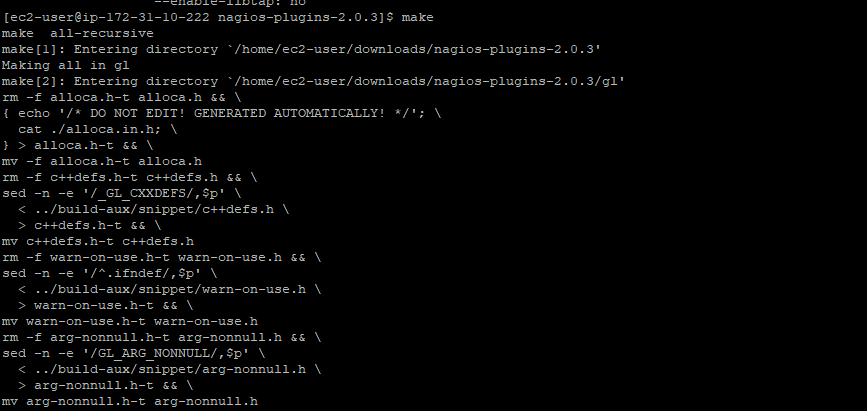 --enable-libtap: no
[ec2-user@ip-172-31-10-222 nagios-plugins-2.0.3]$ make
make  all-recursive
make[1]: Entering directory `/home/ec2-user/downloads/nagios-plugins-2.0.3'
Making all in gl
make[2]: Entering directory `/home/ec2-user/downloads/nagios-plugins-2.0.3/gl'
rm -f alloca.h-t alloca.h && \
{ echo '/* DO NOT EDIT! GENERATED AUTOMATICALLY! */'; \
  cat ./alloca.in.h; \
} > alloca.h-t && \
mv -f alloca.h-t alloca.h
rm -f c++defs.h-t c++defs.h && \
sed -n -e '/_GL_CXXDEFS/,$p' \
  < ../build-aux/snippet/c++defs.h \
  > c++defs.h-t && \
mv c++defs.h-t c++defs.h
rm -f warn-on-use.h-t warn-on-use.h && \
sed -n -e '/^.ifndef/,$p' \
  < ../build-aux/snippet/warn-on-use.h \
  > warn-on-use.h-t && \
mv warn-on-use.h-t warn-on-use.h
rm -f arg-nonnull.h-t arg-nonnull.h && \
sed -n -e '/GL_ARG_NONNULL/,$p' \
  < ../build-aux/snippet/arg-nonnull.h \
  > arg-nonnull.h-t && \
mv arg-nonnull.h-t arg-nonnull.h